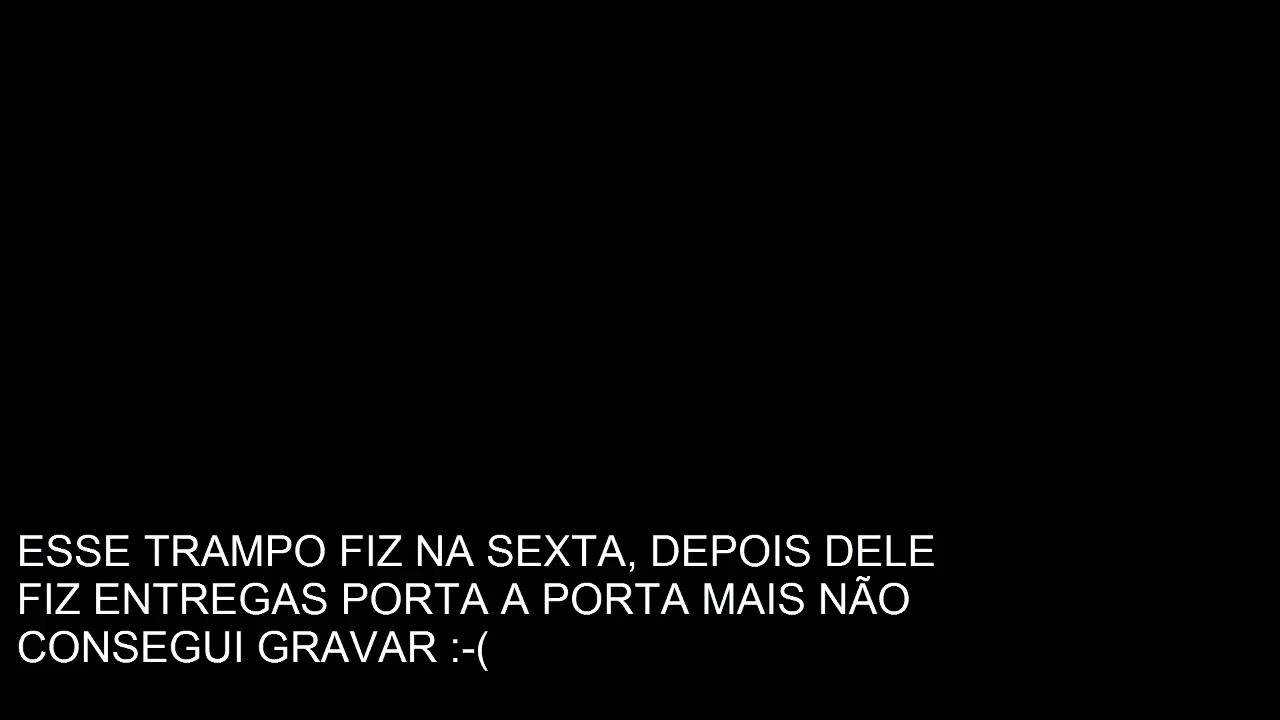 ESSE TRAMPO FIZ NA SEXTA, DEPOIS DELE
FIZ ENTREGAS PORTA A PORTA MAIS NÃO
CONSEGUI GRAVAR :-(